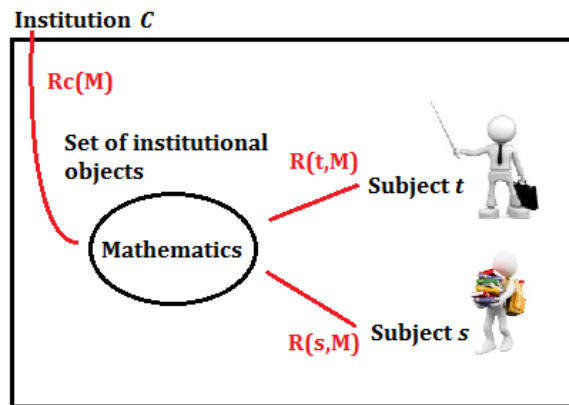 Institution C
Rc(M)
Set of institutional
objects
R(t,M)
Subject t
Mathematics
Subject s
R(s,M)